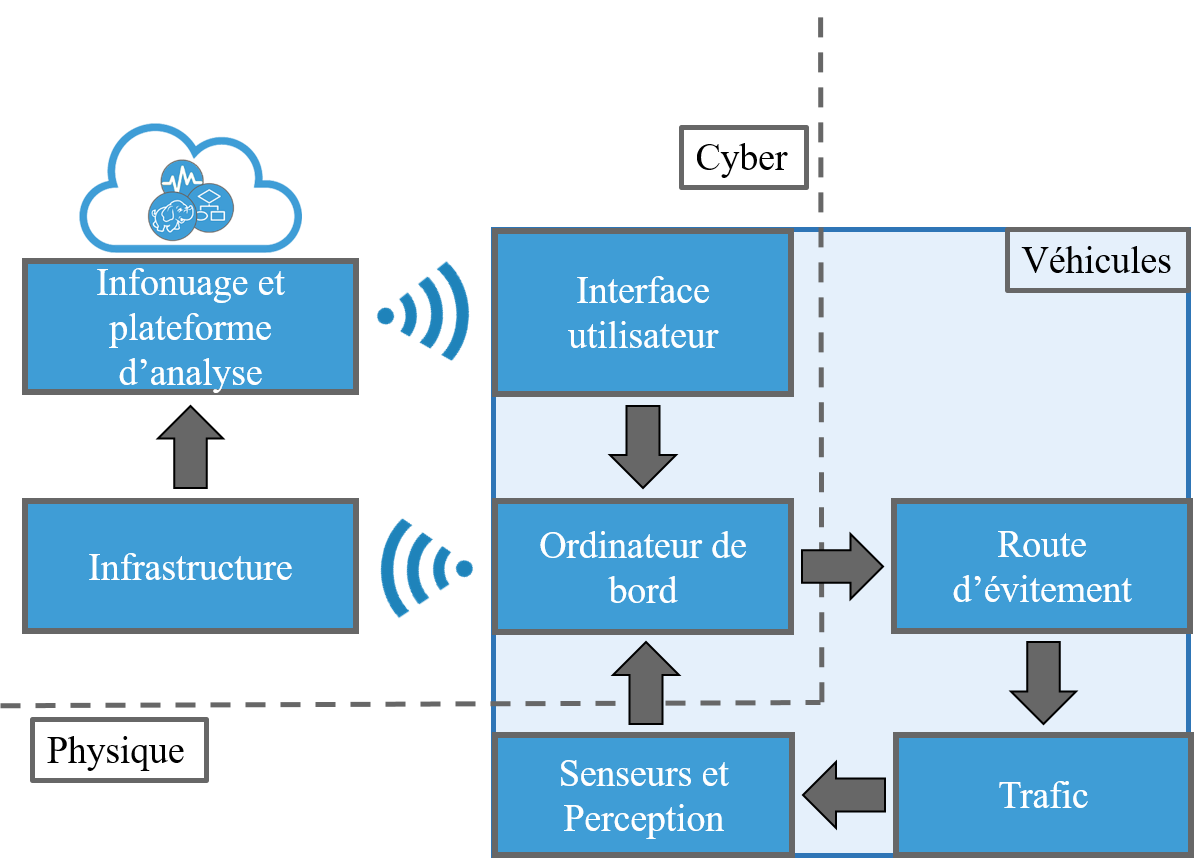 Cyber
Véhicules
Infonuage et
plateforme
d’analyse
Interface
utilisateur
Infrastructure
Ordinateur de
bord
Route
d’évitement
Physique
Senseurs et
Perception
Trafic